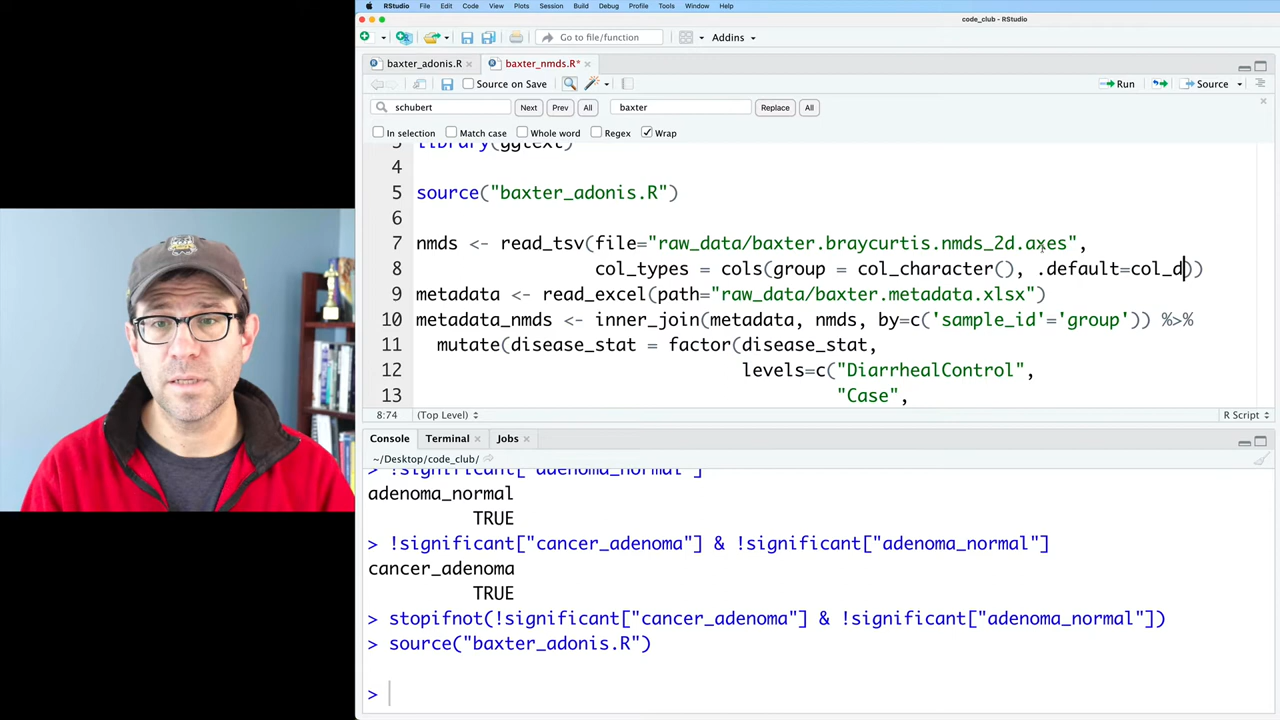 RStudio File Edit Code View Plots Session Build Debug Profile Tools Window Help
code_club - RStudio
Go to file/function Addins
baxter_adonis.R baxter_nmds.R*
Source on Save Run Source
schubert Next Prev All baxter Replace All
In selection Match case Whole word Regex Wrap
3 library(ggtext)
4
5 source("baxter_adonis.R")
6
7 nmds <- read_tsv(file="raw_data/baxter.braycurtis.nmds_2d.axes",
8 col_types = cols(group = col_character(), .default=col_d))
9 metadata <- read_excel(path="raw_data/baxter.metadata.xlsx")
10 metadata_nmds <- inner_join(metadata, nmds, by=c('sample_id'='group')) %>%
11 mutate(disease_stat = factor(disease_stat,
12 levels=c("DiarrhealControl",
13 "Case",
8:74 (Top Level) R Script
Console Terminal Jobs
~/Desktop/code_club/
> !significant["adenoma_normal"]
adenoma_normal
TRUE
> !significant["cancer_adenoma"] & !significant["adenoma_normal"]
cancer_adenoma
TRUE
> stopifnot(!significant["cancer_adenoma"] & !significant["adenoma_normal"])
> source("baxter_adonis.R")
>